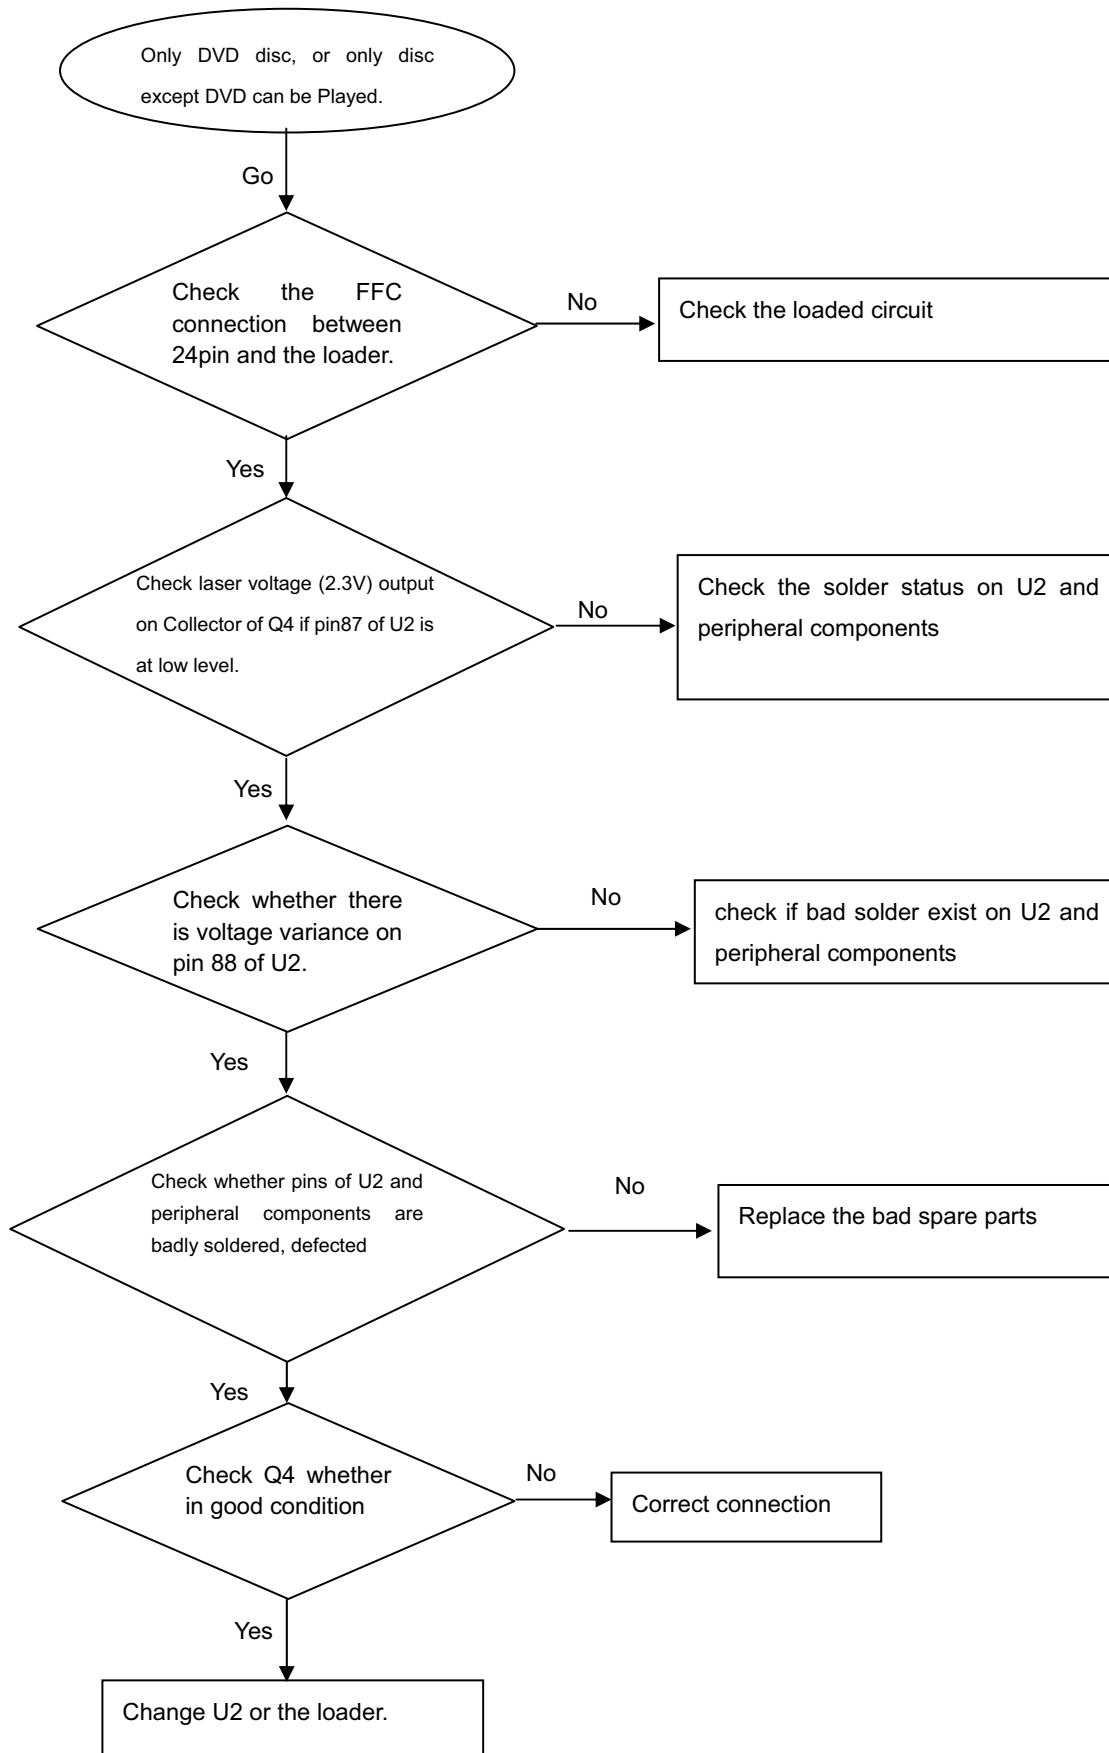 Only DVD disc, or only disc
except DVD can be Played.
Go
Check the FFC
connection between
24pin and the loader.
No
Check the loaded circuit
Yes
Check laser voltage (2.3V) output
on Collector of Q4 if pin87 of U2 is
at low level.
No
Check the solder status on U2 and
peripheral components
Yes
Check whether there
is voltage variance on
pin 88 of U2.
No
check if bad solder exist on U2 and
peripheral components
Yes
Check whether pins of U2 and
peripheral components are
badly soldered, defected
No
Replace the bad spare parts
Yes
Check Q4 whether
in good condition
No
Correct connection
Yes
Change U2 or the loader.